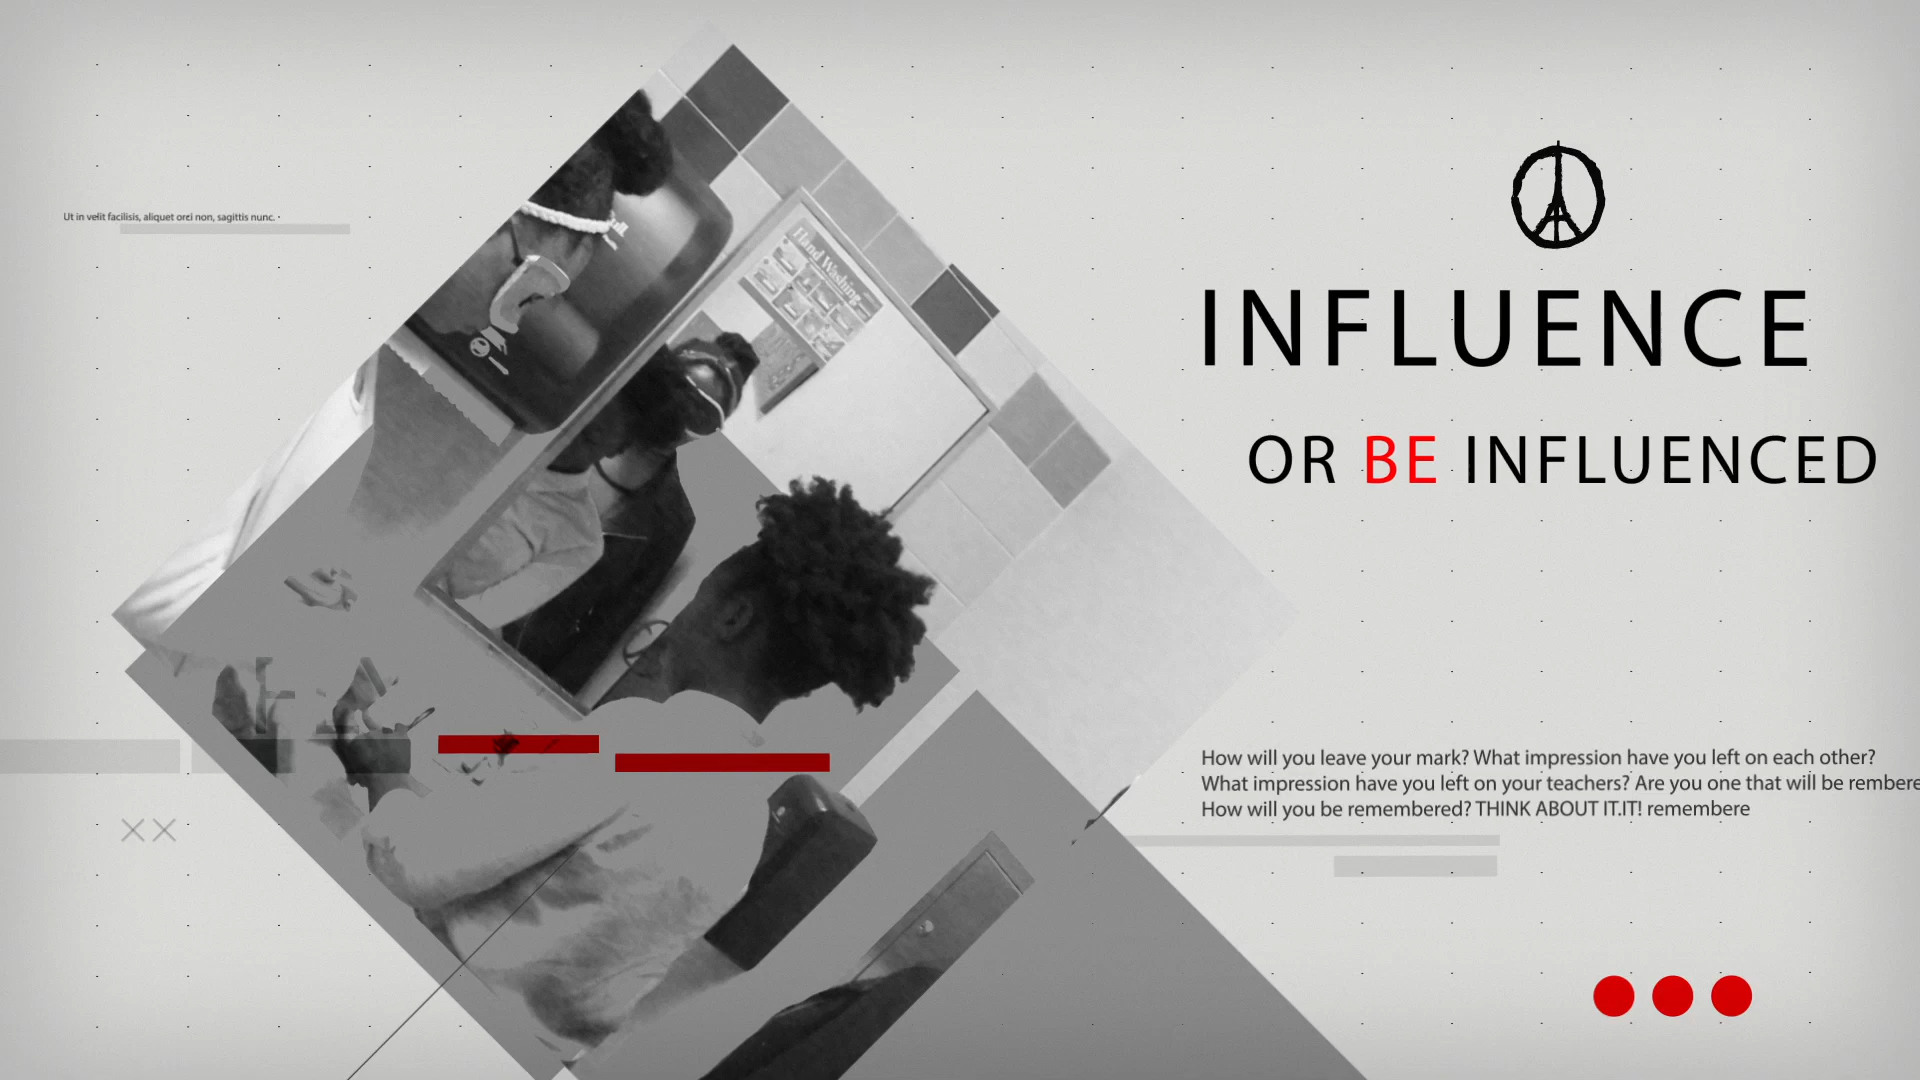 Ut in velit facilisis, aliquet orci non, sagittis nunc.
Hand Washing
INFLUENCE
OR BE INFLUENCED
How will you leave your mark? What impression have you left on each other?
What impression have you left on your teachers? Are you one that will be rembere
How will you be remembered? THINK ABOUT IT.IT! remembere